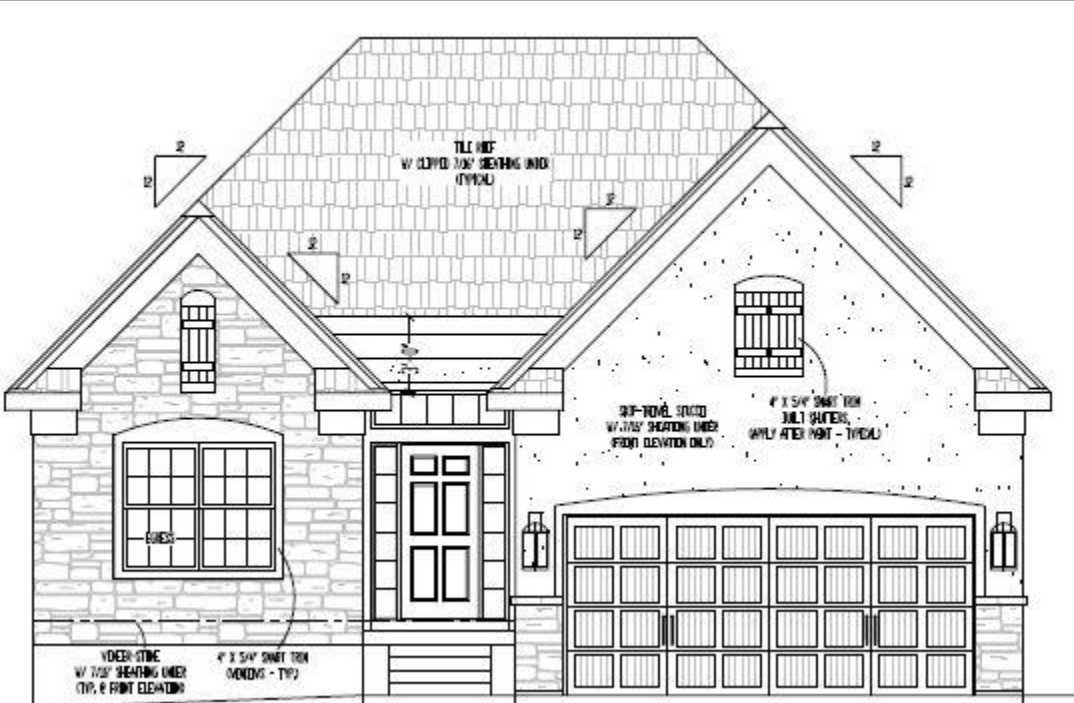 TILE ROOF
W/ CLIPPED 7/16" SHEATHING UNDER
(TYPICAL)
12
12
12
12
12
12
12
12
SKIP-TROWEL STUCCO
W/ 7/16" SHEATHING UNDER
(FRONT ELEVATION ONLY)
4" X 5/4" SMART TRIM
BUILT SHUTTERS,
(APPLY AFTER PAINT - TYPICAL)
EGRESS
VENEER-STONE
W/ 7/16" SHEATHING UNDER
(TYP. @ FRONT ELEVATION)
4" X 5/4" SMART TRIM
(WINDOWS - TYP.)